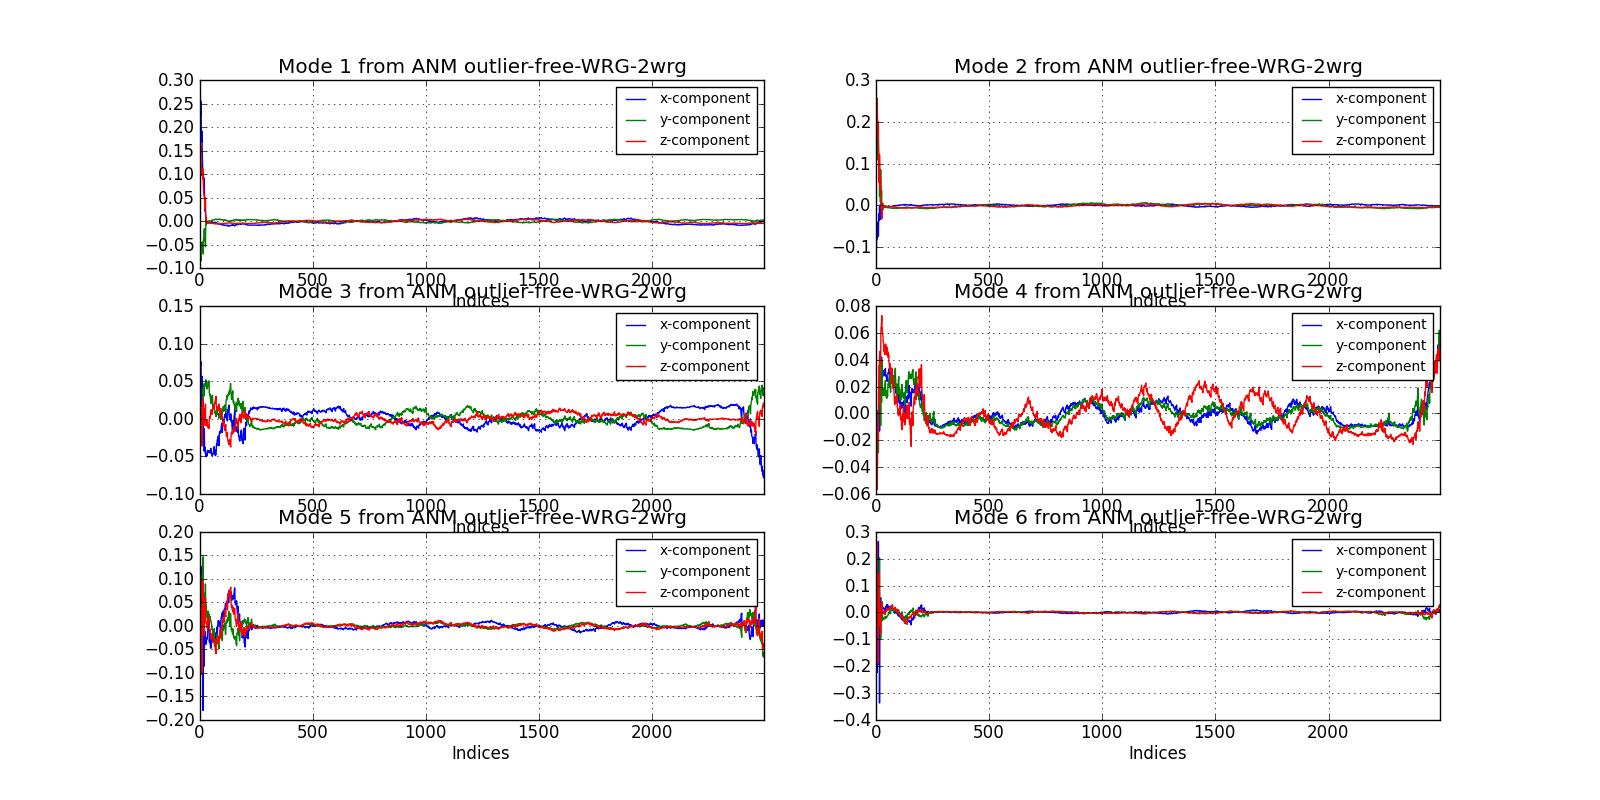 Mode 1 from ANM outlier-free-WRG-2wrg
0.30
0.25
0.20
0.15
0.10
0.05
0.00
−0.05
−0.10
x-component
y-component
z-component
0 500 1000 1500 2000
Indices
Mode 2 from ANM outlier-free-WRG-2wrg
0.3
0.2
0.1
0.0
−0.1
x-component
y-component
z-component
0 500 1000 1500 2000
Indices
Mode 3 from ANM outlier-free-WRG-2wrg
0.15
0.10
0.05
0.00
−0.05
−0.10
x-component
y-component
z-component
0 500 1000 1500 2000
Indices
Mode 4 from ANM outlier-free-WRG-2wrg
0.08
0.06
0.04
0.02
0.00
−0.02
−0.04
−0.06
x-component
y-component
z-component
0 500 1000 1500 2000
Indices
Mode 5 from ANM outlier-free-WRG-2wrg
0.20
0.15
0.10
0.05
0.00
−0.05
−0.10
−0.15
−0.20
x-component
y-component
z-component
0 500 1000 1500 2000
Indices
Mode 6 from ANM outlier-free-WRG-2wrg
0.3
0.2
0.1
0.0
−0.1
−0.2
−0.3
−0.4
x-component
y-component
z-component
0 500 1000 1500 2000
Indices